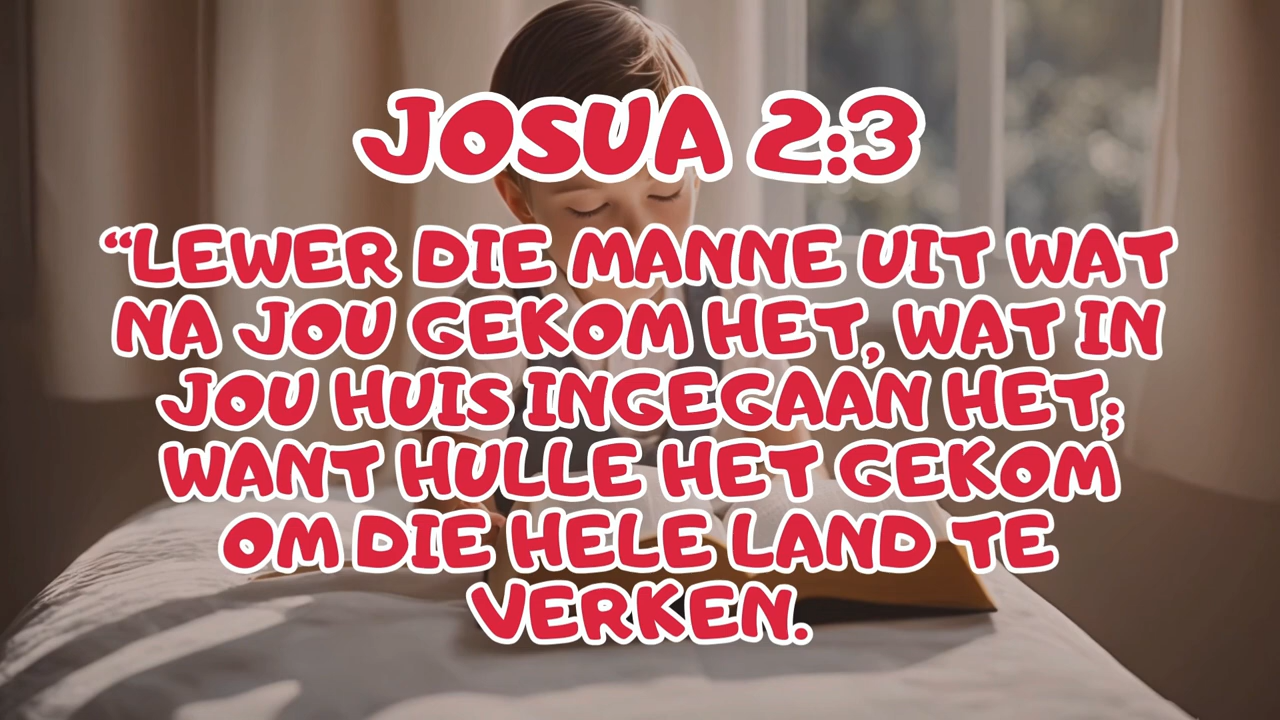 JOSUA 2:3
“LEWER DIE MANNE UIT WAT
NA JOU GEKOM HET, WAT IN
JOU HUIS INGEGAAN HET;
WANT HULLE HET GEKOM
OM DIE HELE LAND TE
VERKEN.